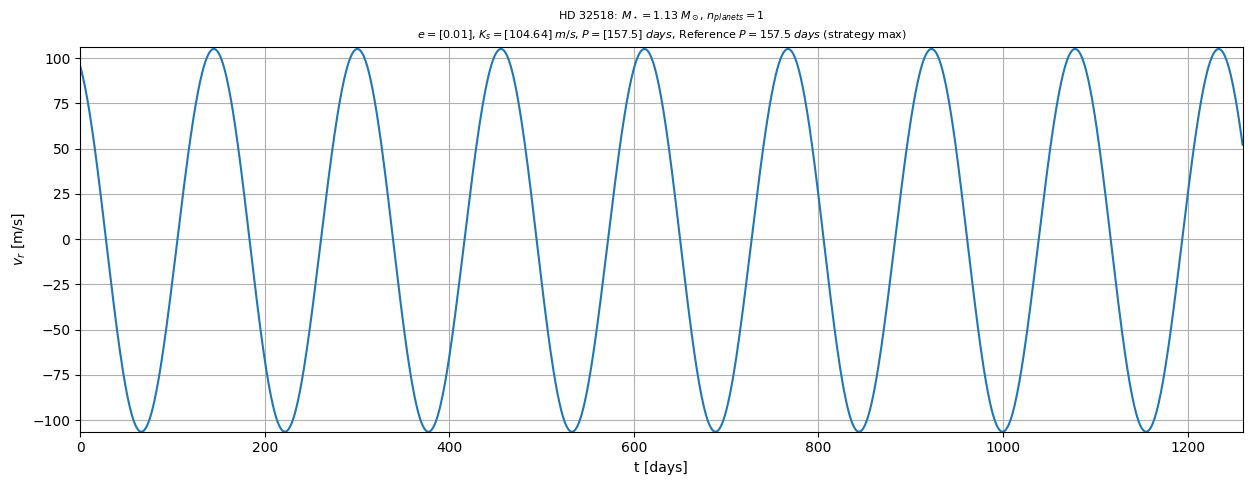 HD 32518: $M_\star = 1.13\ M_\odot$, $n_{planets} = 1$
$e = [0.01]$, $K_s = [104.64]\ m/s$, $P = [157.5]\ days$, Reference $P = 157.5\ days$ (strategy max)
100
75
50
25
0
−25
−50
−75
−100
$v_r$ [m/s]
0 200 400 600 800 1000 1200
t [days]